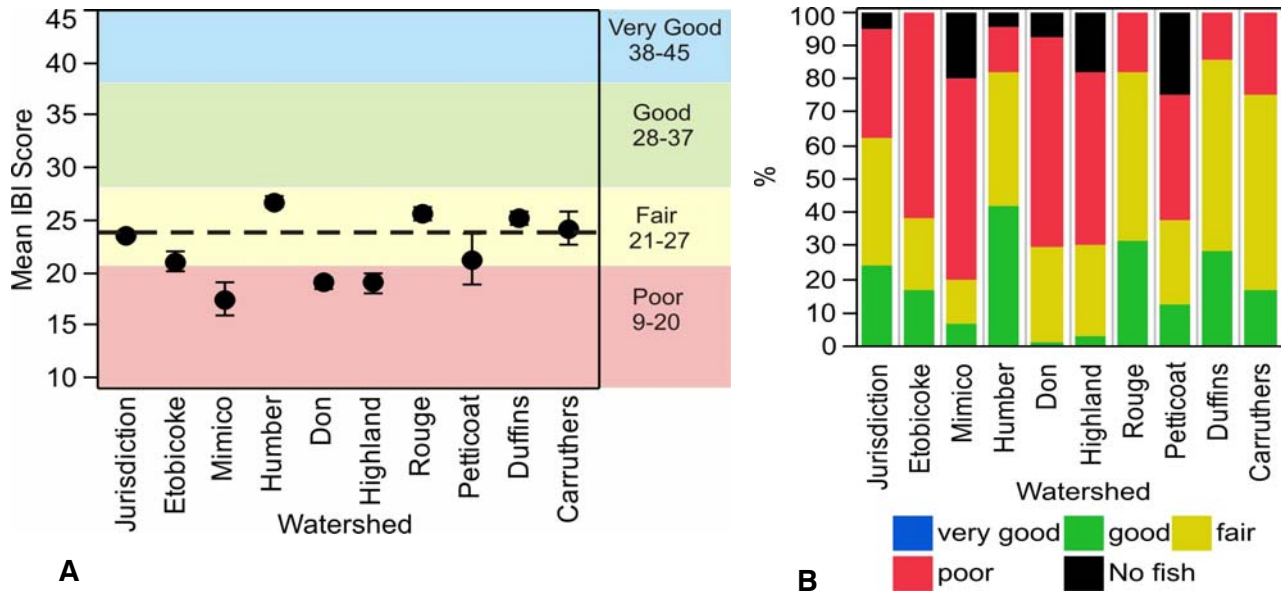 Mean IBI Score
45
40
35
30
25
20
15
10
Very Good
38-45
Good
28-37
Fair
21-27
Poor
9-20
Jurisdiction
Etobicoke
Mimico
Humber
Don
Highland
Rouge
Petticoat
Duffins
Carruthers
Watershed
A
%
100
90
80
70
60
50
40
30
20
10
0
Jurisdiction
Etobicoke
Mimico
Humber
Don
Highland
Rouge
Petticoat
Duffins
Carruthers
Watershed
very good good fair
poor No fish
B